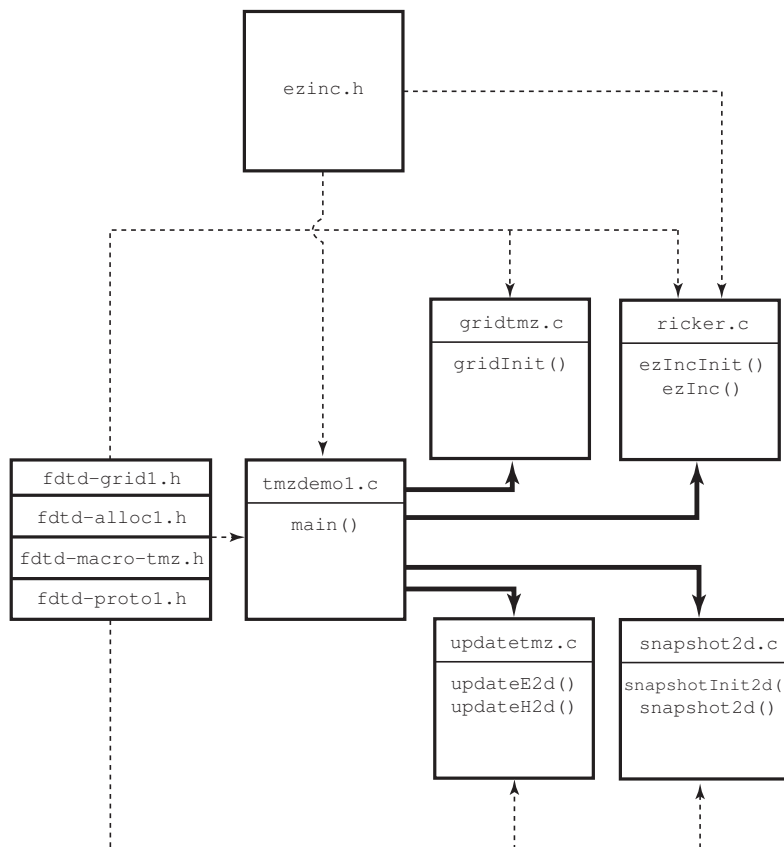 ezinc.h
gridtmz.c
gridInit()
ricker.c
ezIncInit()
ezInc()
fdtd-grid1.h
fdtd-alloc1.h
fdtd-macro-tmz.h
fdtd-proto1.h
tmzdemo1.c
main()
updatetmz.c
updateE2d()
updateH2d()
snapshot2d.c
snapshotInit2d(
snapshot2d()